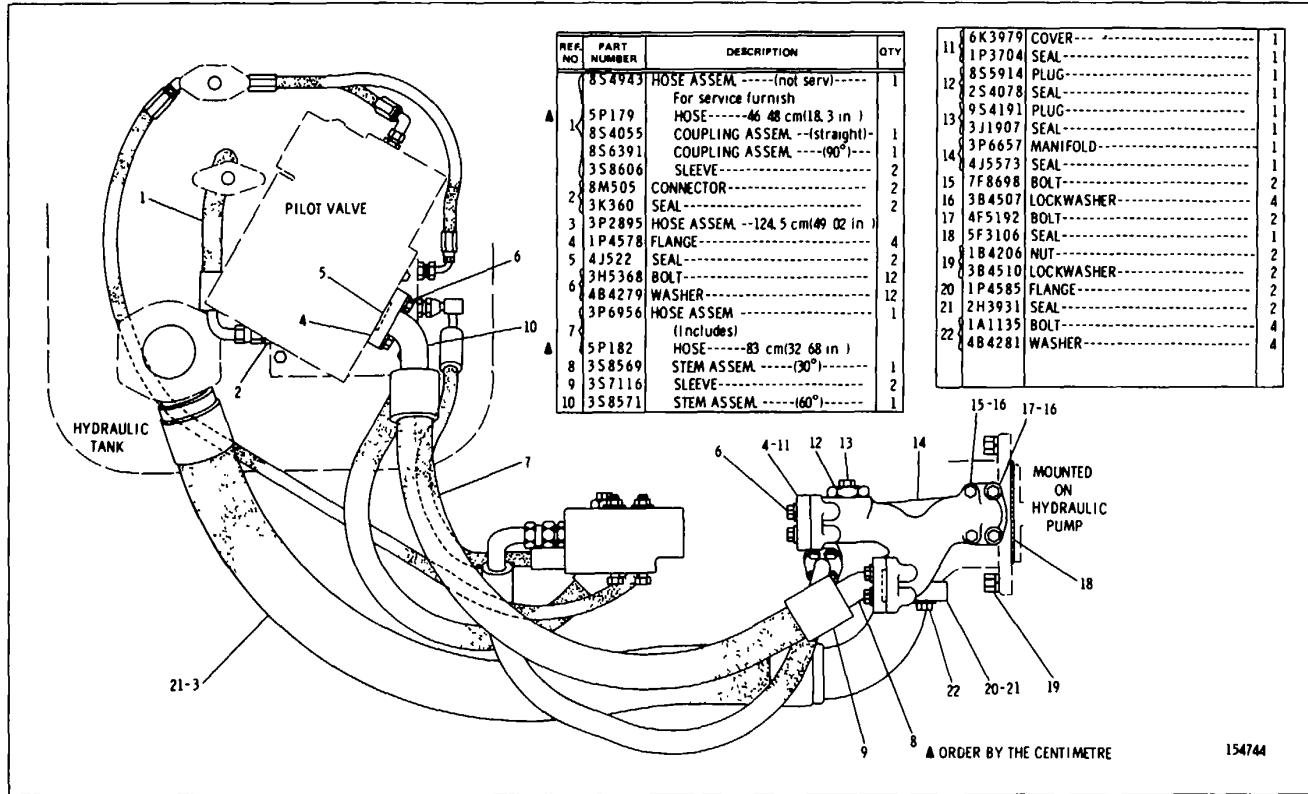 REF. NO PART NUMBER DESCRIPTION QTY
1 8S4943 HOSE ASSEM. -----(not serv)----- 1
For service furnish
▲ 5P179 HOSE------46 48 cm(18. 3 in )
8S4055 COUPLING ASSEM. --(straight)- 1
8S6391 COUPLING ASSEM. ----(90°)--- 1
3S8606 SLEEVE 2
2 8M505 CONNECTOR 2
3K360 SEAL 2
3 3P2895 HOSE ASSEM. --124. 5 cm(49 02 in )
4 1P4578 FLANGE 4
5 4J522 SEAL 2
6 3H5368 BOLT 12
4B4279 WASHER 12
7 3P6956 HOSE ASSEM 1
(Includes)
▲ 5P182 HOSE------83 cm(32 68 in )
8 3S8569 STEM ASSEM. -----(30°)------ 1
9 3S7116 SLEEVE 2
10 3S8571 STEM ASSEM. -----(60°)------ 1
11 6K3979 COVER 1
1P3704 SEAL 1
12 8S5914 PLUG 1
2S4078 SEAL 1
13 9S4191 PLUG 1
3J1907 SEAL 1
14 3P6657 MANIFOLD 1
4J5573 SEAL 1
15 7F8698 BOLT 2
16 3B4507 LOCKWASHER 4
17 4F5192 BOLT 2
18 5F3106 SEAL 1
19 1B4206 NUT 2
3B4510 LOCKWASHER 2
20 1P4585 FLANGE 2
21 2H3931 SEAL 2
22 1A1135 BOLT 4
4B4281 WASHER 4
1
PILOT VALVE
5
6
4
10
2
HYDRAULIC
TANK
7
21-3
15-16
17-16
6
4-11
12
13
14
MOUNTED
ON
HYDRAULIC
PUMP
18
19
20-21
22
8
9
▲ ORDER BY THE CENTIMETRE
154744